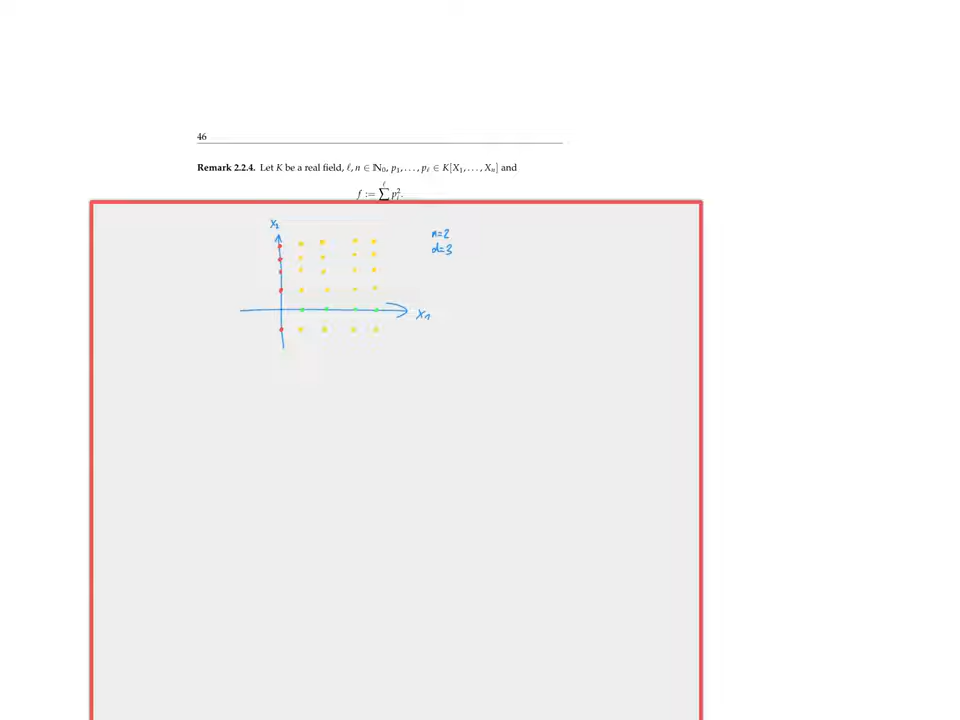 46
Remark 2.2.4. Let K be a real field, ℓ, n ∈ ℕ₀, p₁, . . . , pℓ ∈ K[X₁, . . . , Xₙ] and
f := ∑ᵢ^ℓ pᵢ².
X₂
n=2
d=3
X₁